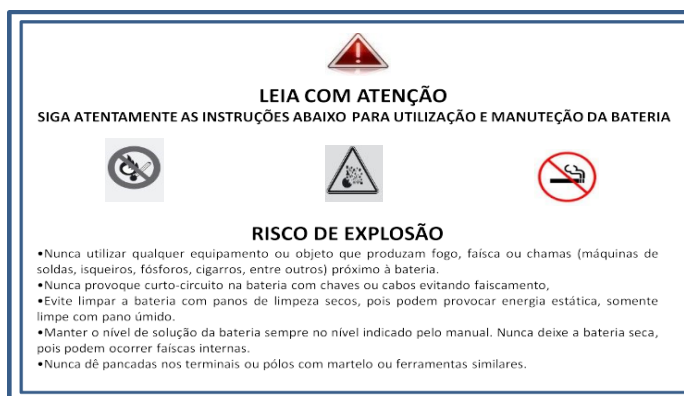 LEIA COM ATENÇÃO
SIGA ATENTAMENTE AS INSTRUÇÕES ABAIXO PARA UTILIZAÇÃO E MANUTEÇÃO DA BATERIA
RISCO DE EXPLOSÃO
•Nunca utilizar qualquer equipamento ou objeto que produzam fogo, faísca ou chamas (máquinas de
soldas, isqueiros, fósforos, cigarros, entre outros) próximo à bateria.
•Nunca provoque curto-circuito na bateria com chaves ou cabos evitando faiscamento,
•Evite limpar a bateria com panos de limpeza secos, pois podem provocar energia estática, somente
limpe com pano úmido.
•Manter o nível de solução da bateria sempre no nível indicado pelo manual. Nunca deixe a bateria seca,
pois podem ocorrer faíscas internas.
•Nunca dê pancadas nos terminais ou pólos com martelo ou ferramentas similares.